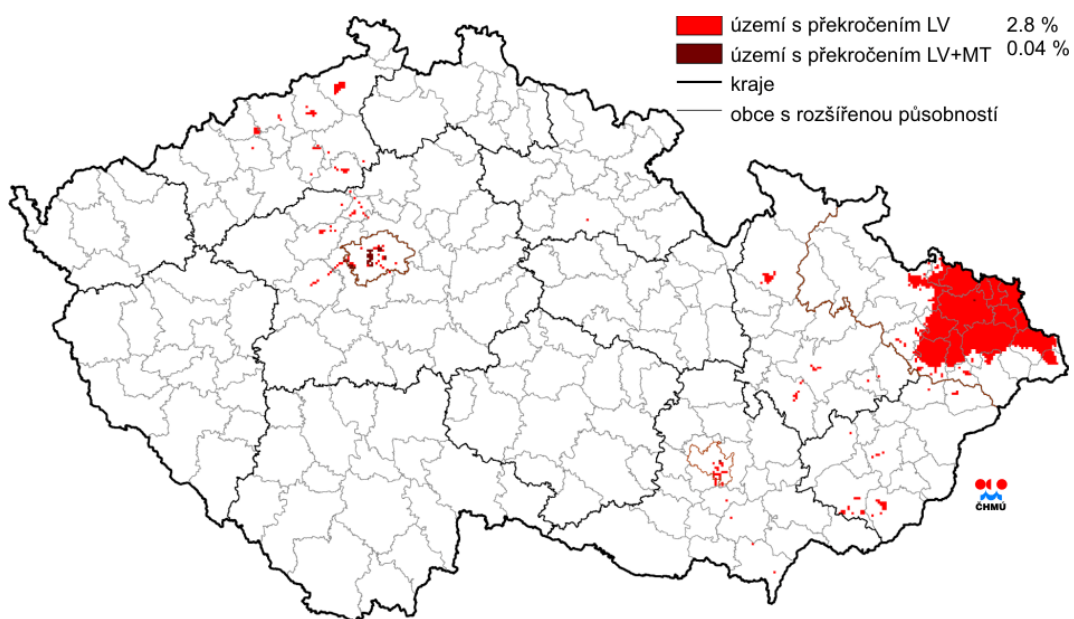 území s překročením LV 2.8 %
území s překročením LV+MT 0.04 %
kraje
obce s rozšířenou působností
ČHMÚ